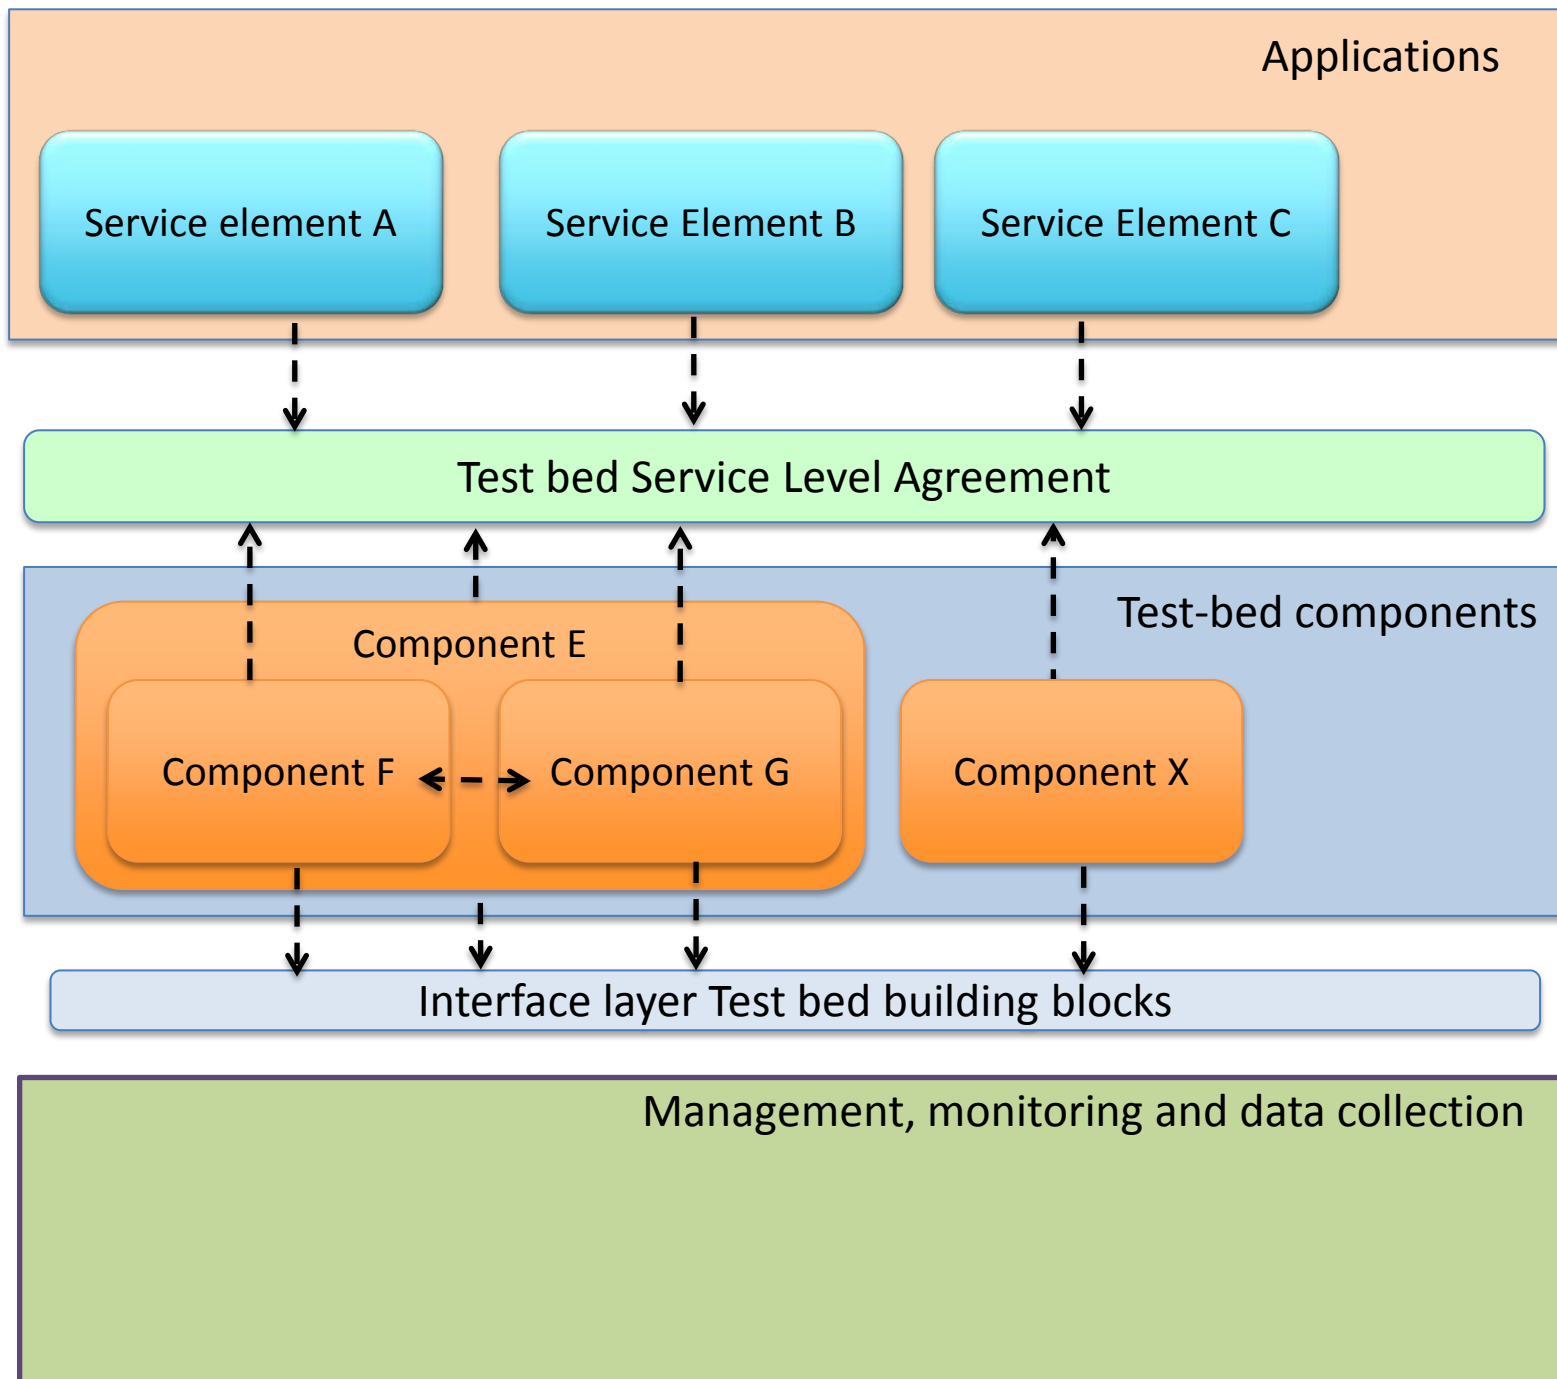 Applications
Service element A
Service Element B
Service Element C
Test bed Service Level Agreement
Test-bed components
Component E
Component F
Component G
Component X
Interface layer Test bed building blocks
Management, monitoring and data collection